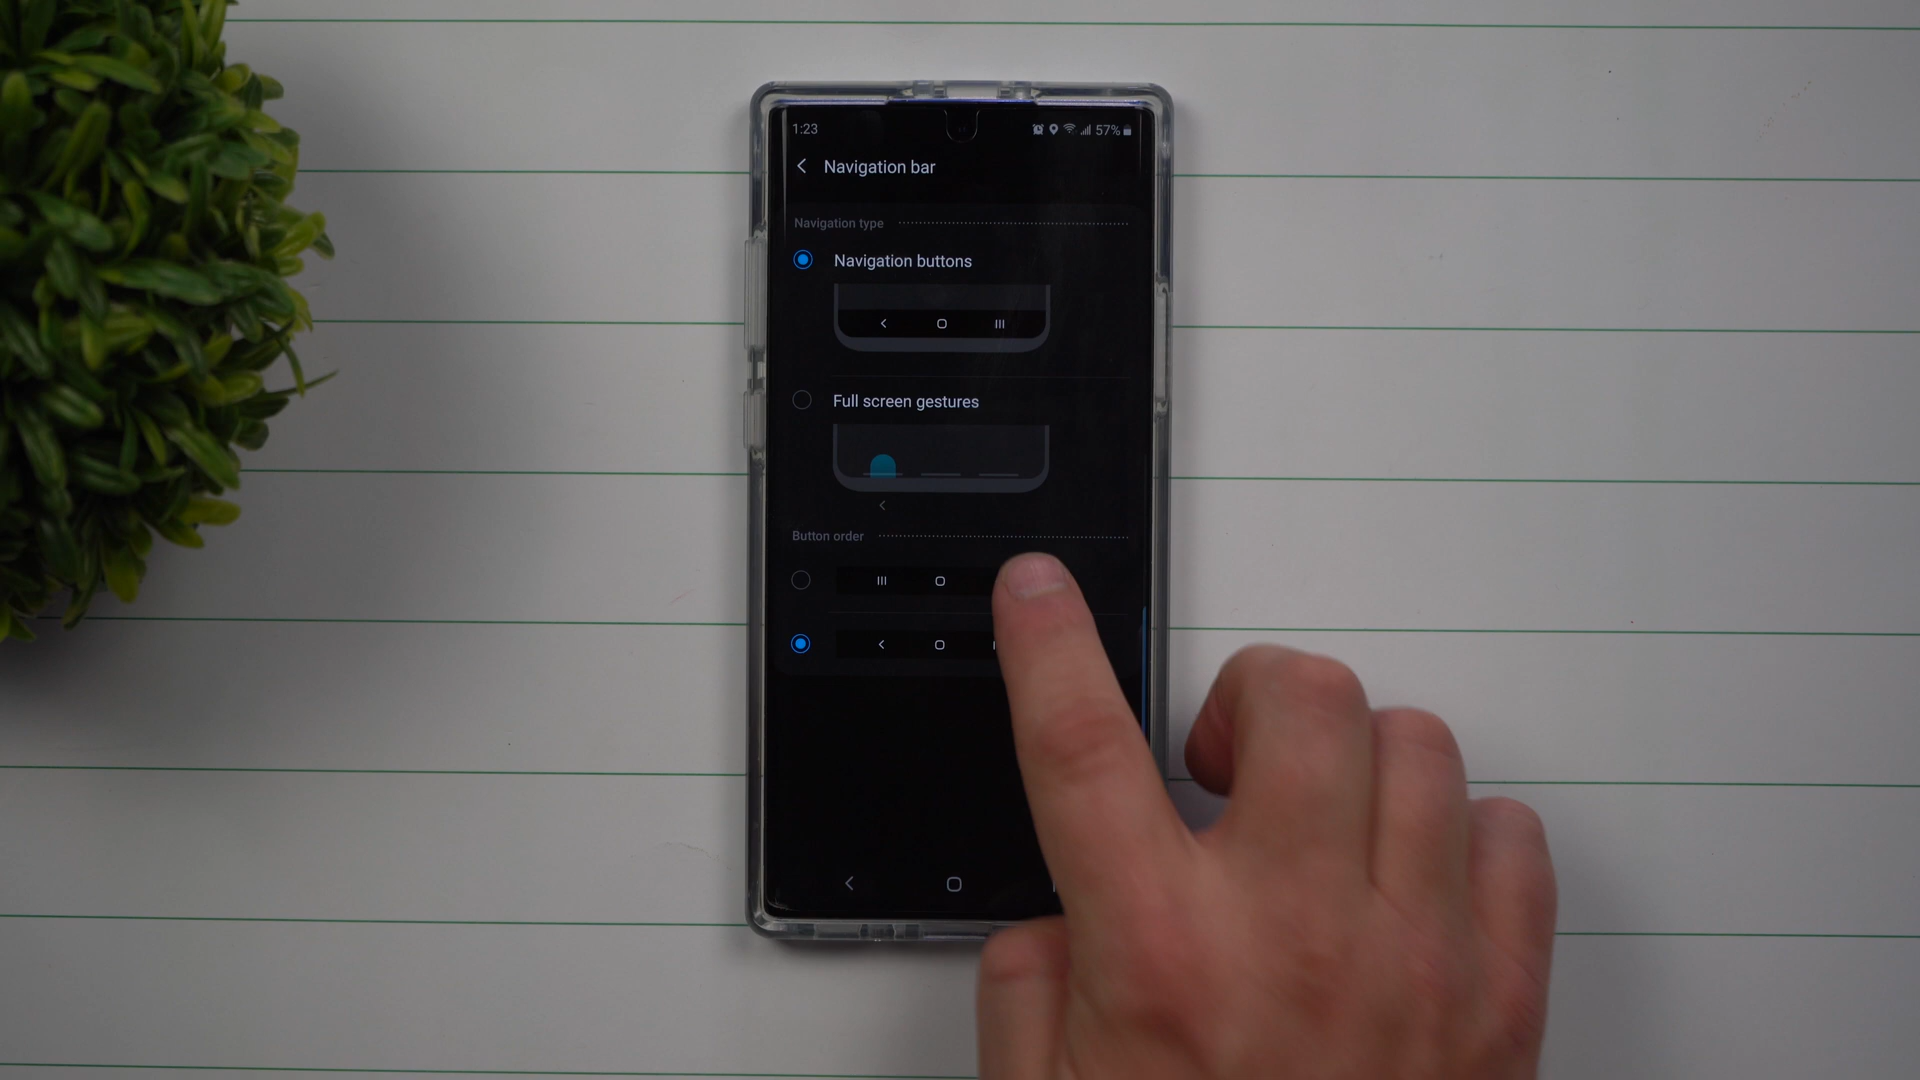 1:23 57%
Navigation bar
Navigation type
Navigation buttons
Full screen gestures
Button order